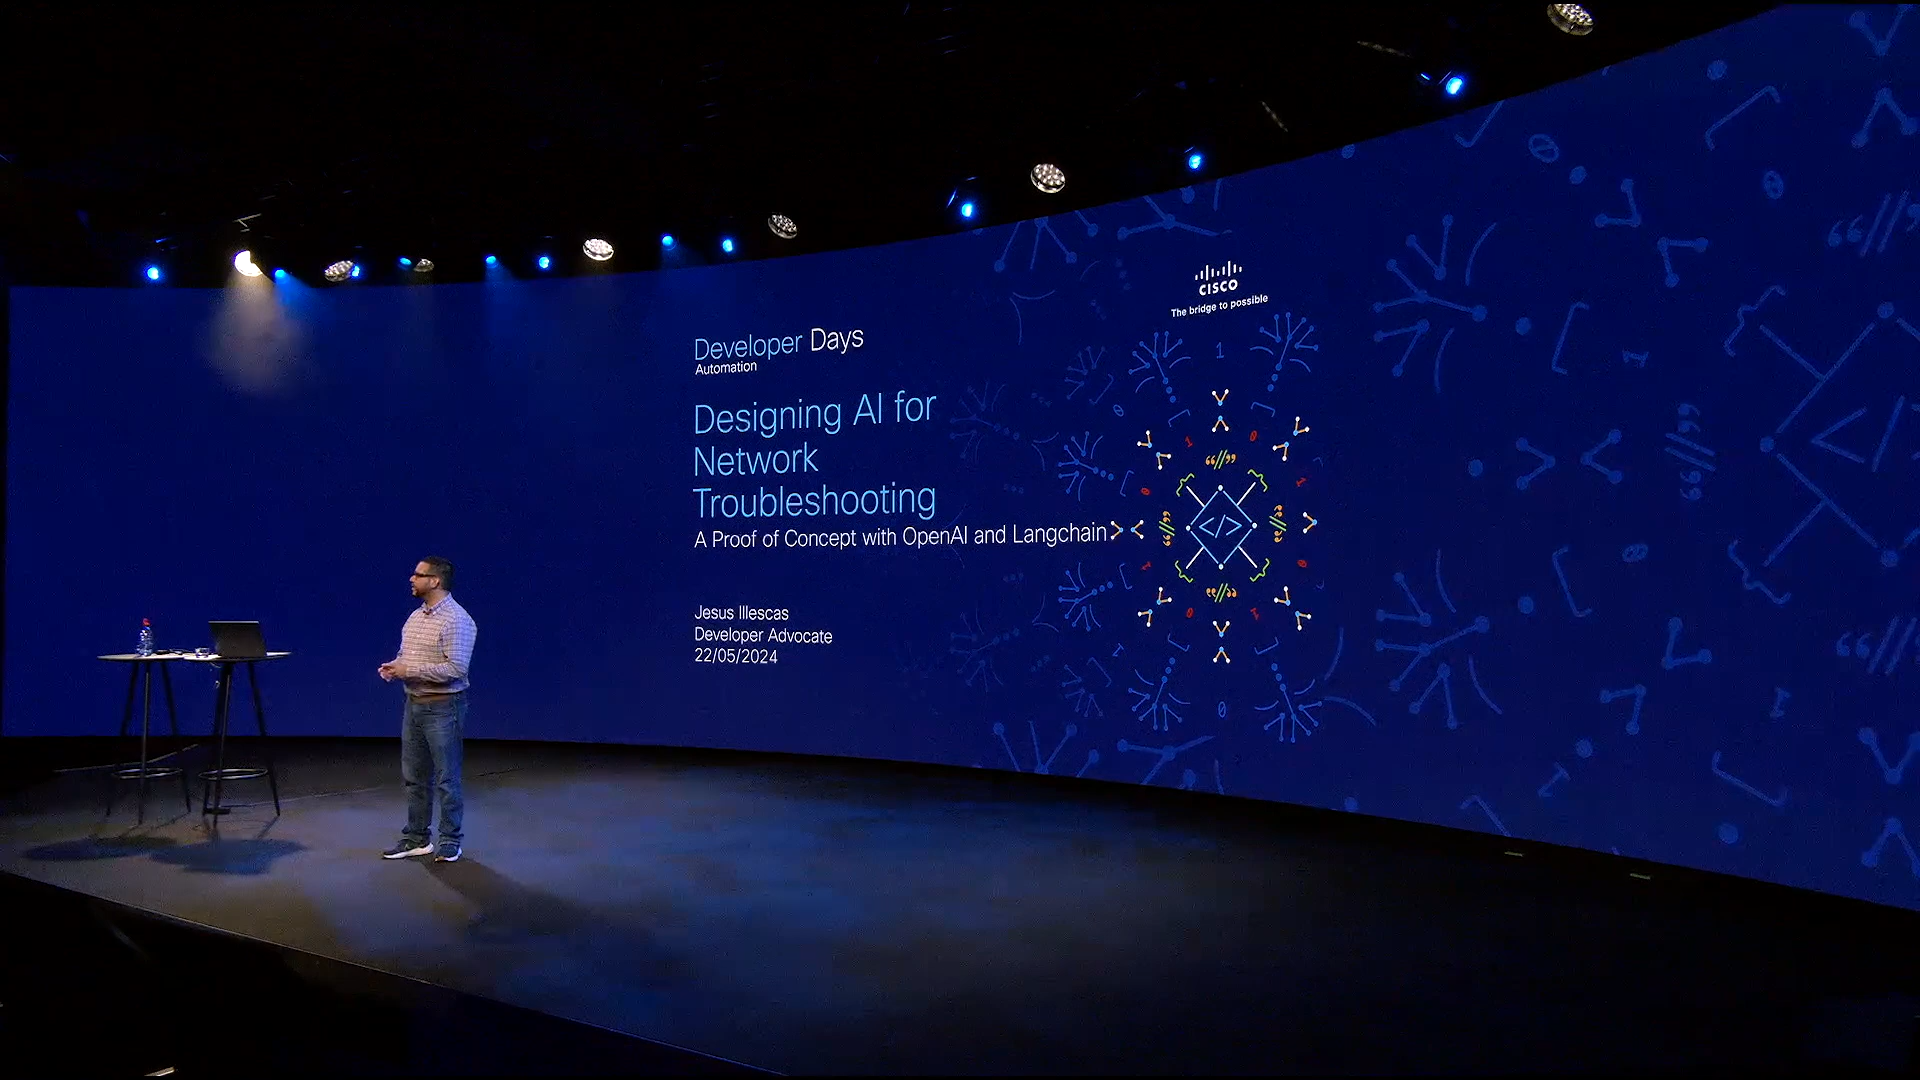 CISCO
The bridge to possible
Developer Days
Automation
Designing AI for
Network
Troubleshooting
A Proof of Concept with OpenAI and Langchain
Jesus Illescas
Developer Advocate
22/05/2024